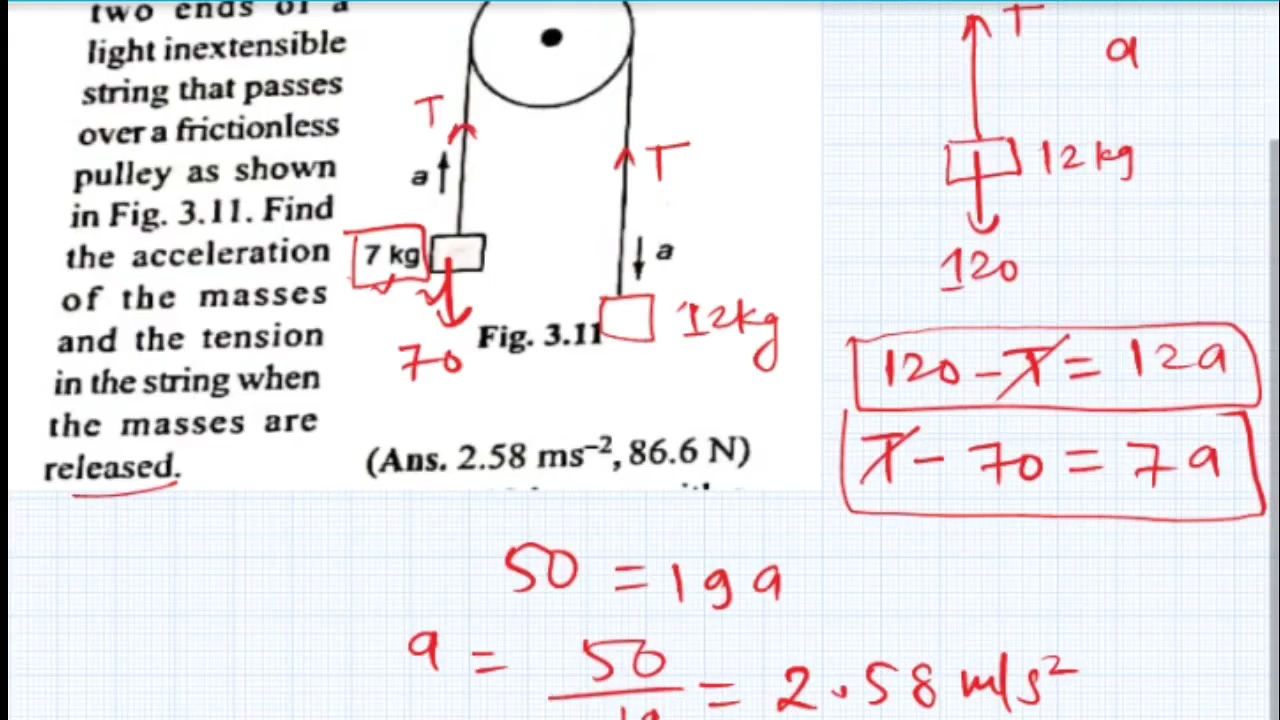 two ends of a
light inextensible
string that passes
over a frictionless
pulley as shown
in Fig. 3.11. Find
the acceleration
of the masses
and the tension
in the string when
the masses are
released.
T
a
7 kg
70
T
a
12kg
Fig. 3.11
(Ans. 2.58 ms⁻², 86.6 N)
T
a
12kg
120
120 - T = 12a
T - 70 = 7a
50 = 19a
a = 50/19 = 2.58 m/s²